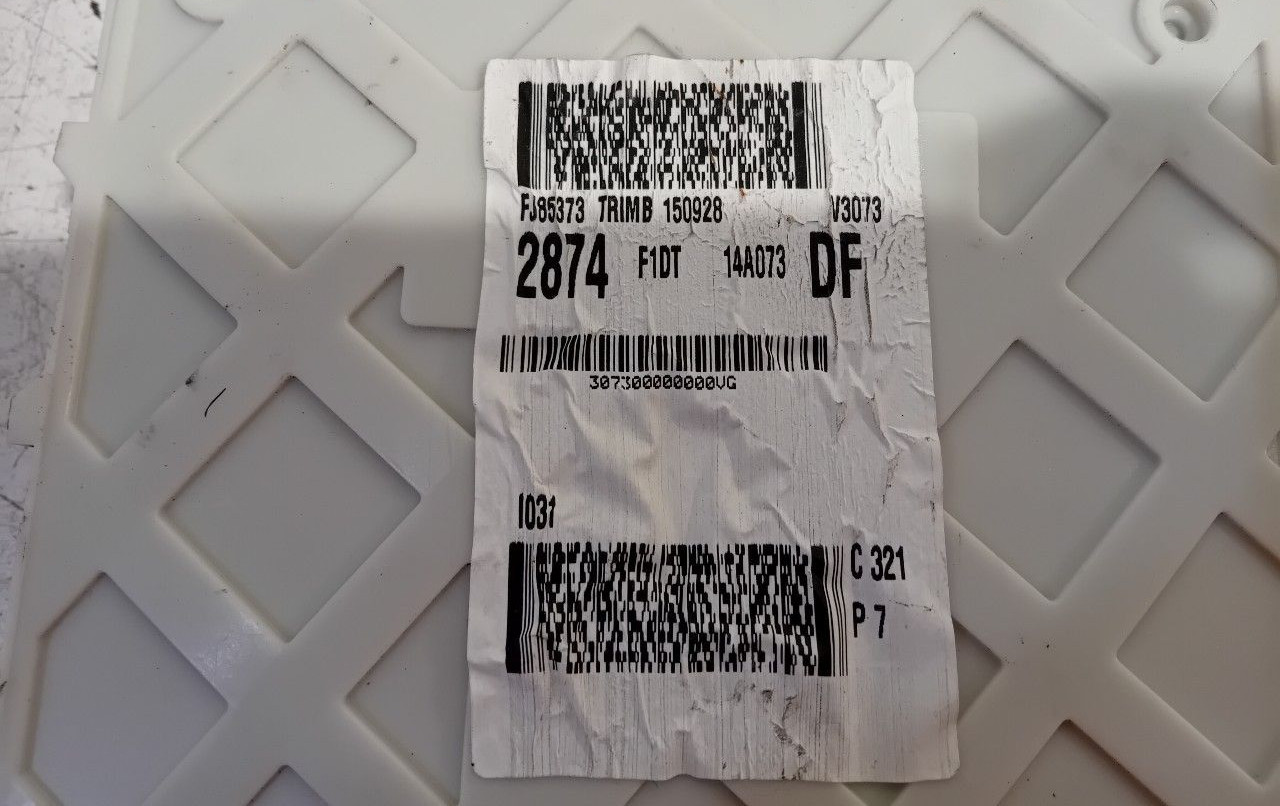 FJ85373 TRIMB 150928 V3073
2874 F1DT 14A073 DF
307300000000VG
I031
C 321
P 7